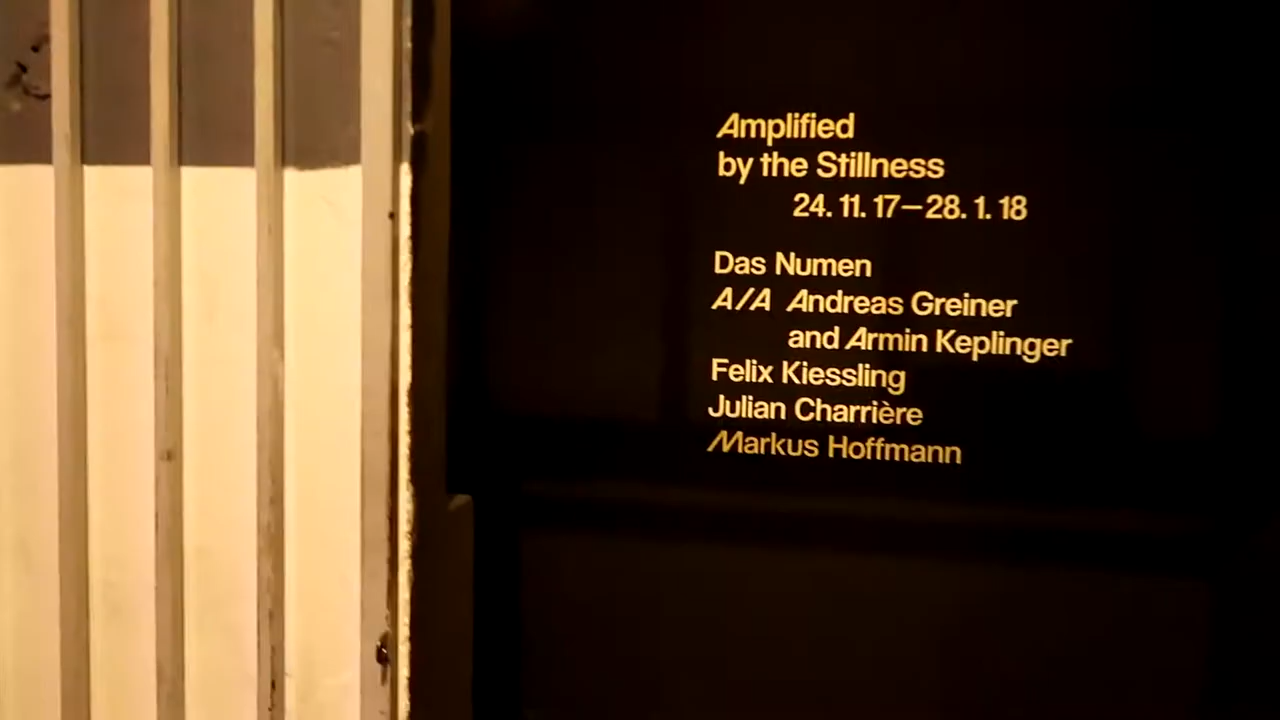 Amplified
by the Stillness
24. 11. 17—28. 1. 18
Das Numen
A/A Andreas Greiner
and Armin Keplinger
Felix Kiessling
Julian Charrière
Markus Hoffmann